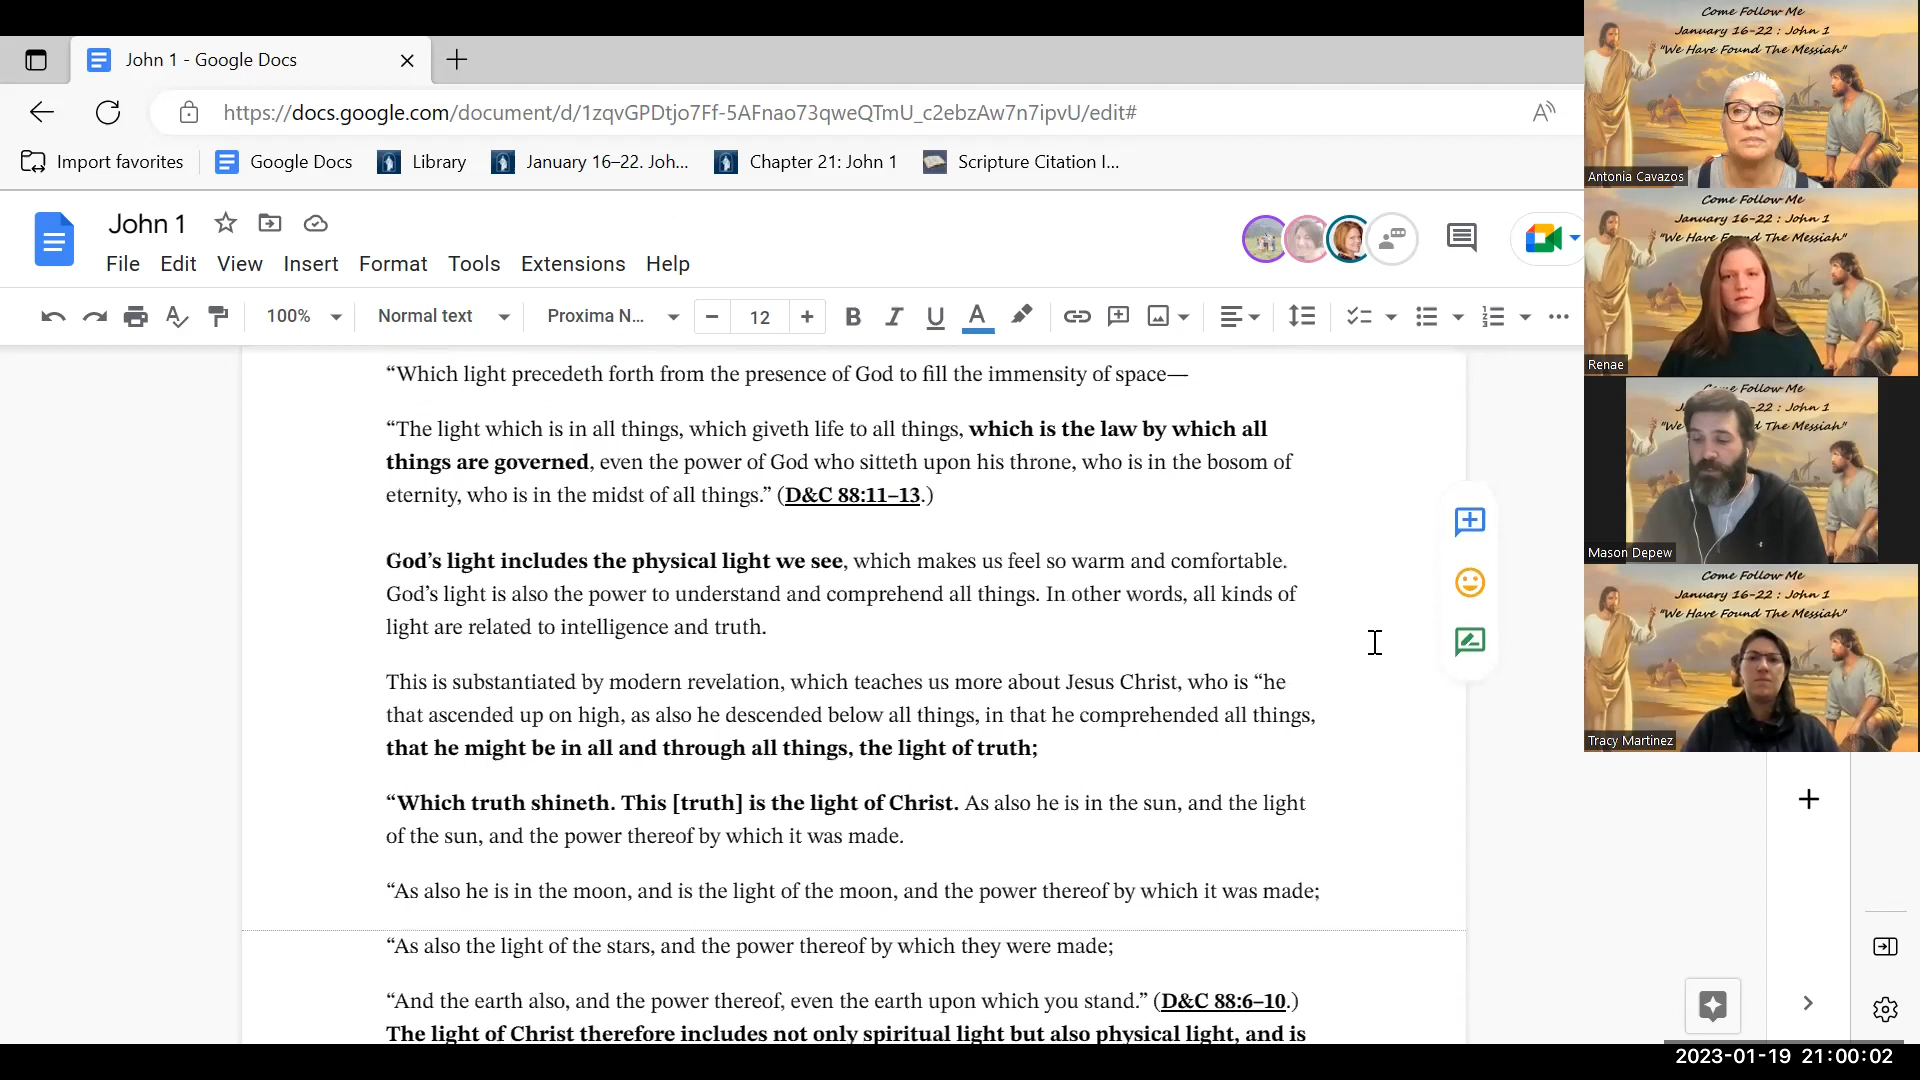 John 1 - Google Docs
https://docs.google.com/document/d/1zqvGPDtjo7Ff-5AFnao73qweQTmU_c2ebzAw7n7ipvU/edit#
Import favorites
Google Docs
Library
January 16–22. Joh...
Chapter 21: John 1
Scripture Citation I...
John 1
File Edit View Insert Format Tools Extensions Help
100%
Normal text
Proxima N...
12
“Which light precedeth forth from the presence of God to fill the immensity of space—
“The light which is in all things, which giveth life to all things, which is the law by which all
things are governed, even the power of God who sitteth upon his throne, who is in the bosom of
eternity, who is in the midst of all things.” (D&C 88:11–13.)
God’s light includes the physical light we see, which makes us feel so warm and comfortable.
God’s light is also the power to understand and comprehend all things. In other words, all kinds of
light are related to intelligence and truth.
This is substantiated by modern revelation, which teaches us more about Jesus Christ, who is “he
that ascended up on high, as also he descended below all things, in that he comprehended all things,
that he might be in all and through all things, the light of truth;
“Which truth shineth. This [truth] is the light of Christ. As also he is in the sun, and the light
of the sun, and the power thereof by which it was made.
“As also he is in the moon, and is the light of the moon, and the power thereof by which it was made;
“As also the light of the stars, and the power thereof by which they were made;
“And the earth also, and the power thereof, even the earth upon which you stand.” (D&C 88:6–10.)
The light of Christ therefore includes not only spiritual light but also physical light, and is
Come Follow Me
January 16-22 : John 1
"We Have Found The Messiah"
Antonia Cavazos
Come Follow Me
January 16-22 : John 1
"We Have Found The Messiah"
Renae
Come Follow Me
-22 : John 1
"We d The Messiah"
Mason Depew
Come Follow Me
January 16-22 : John 1
"We Have Found The Messiah"
Tracy Martinez
2023-01-19 21:00:02